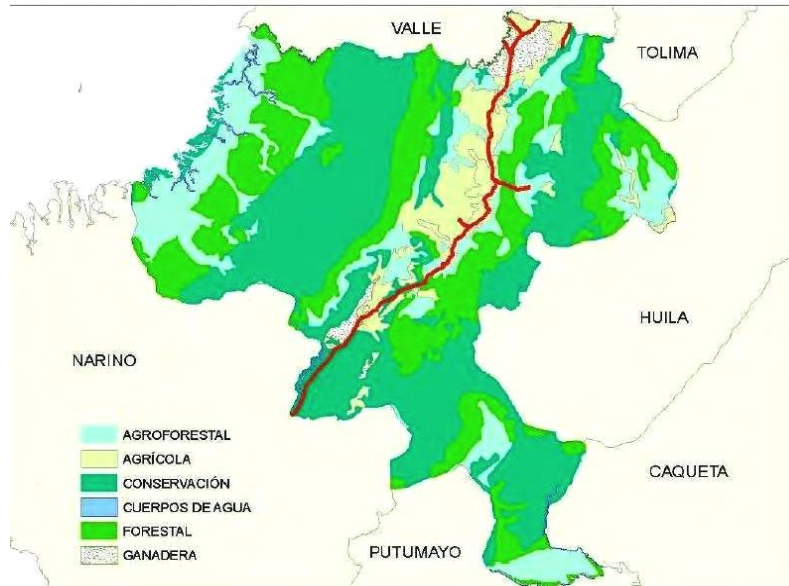 VALLE
TOLIMA
HUILA
NARINO
CAQUETA
PUTUMAYO
AGROFORESTAL
AGRÍCOLA
CONSERVACIÓN
CUERPOS DE AGUA
FORESTAL
GANADERA